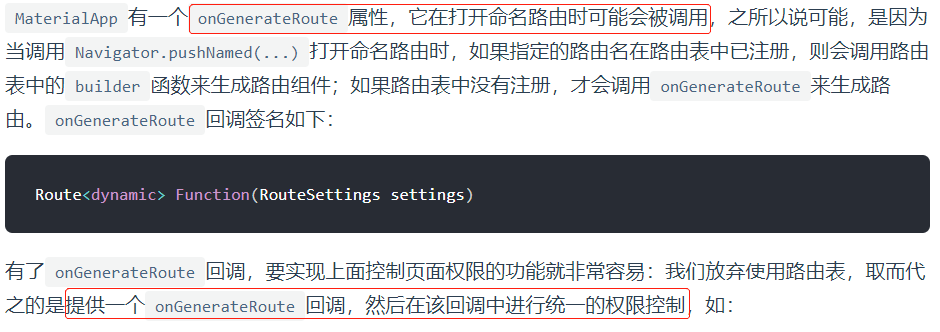 MaterialApp 有一个 onGenerateRoute 属性，它在打开命名路由时可能会被调用，之所以说可能，是因为
当调用 Navigator.pushNamed(...) 打开命名路由时，如果指定的路由名在路由表中已注册，则会调用路由
表中的 builder 函数来生成路由组件；如果路由表中没有注册，才会调用 onGenerateRoute 来生成路
由。 onGenerateRoute 回调签名如下：
Route<dynamic> Function(RouteSettings settings)
有了 onGenerateRoute 回调，要实现上面控制页面权限的功能就非常容易：我们放弃使用路由表，取而代
之的是提供一个 onGenerateRoute 回调，然后在该回调中进行统一的权限控制，如：